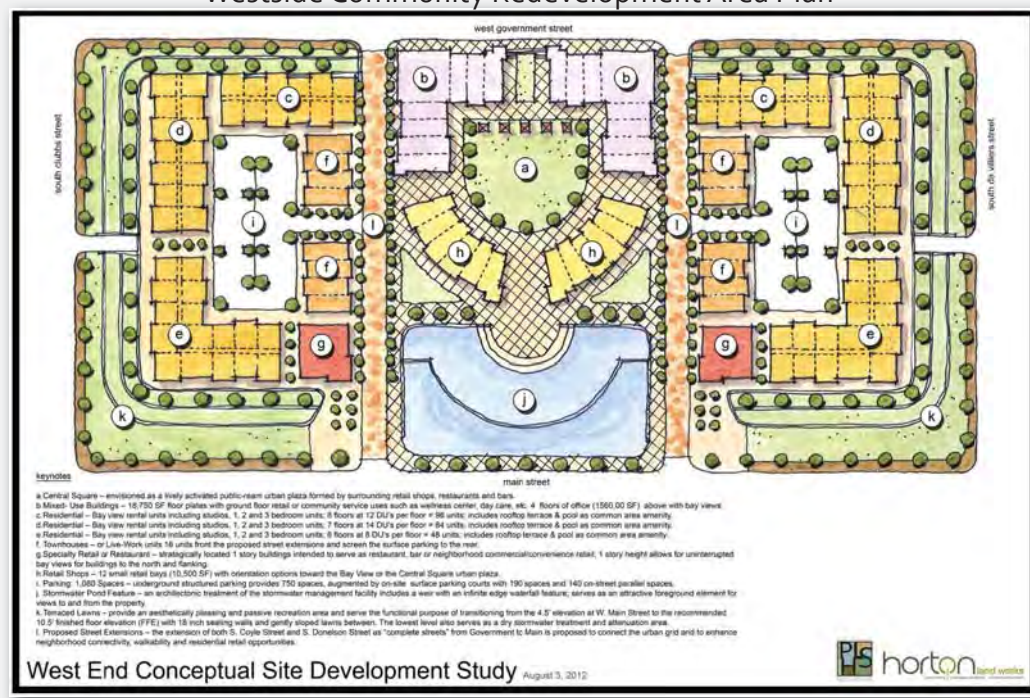 Westside Community Redevelopment Area Plan
west government street
b
b
c
c
d
d
a
f
f
i
i
l
l
south clubbs street
south da villiers street
h
h
f
f
e
e
g
g
j
k
k
main street
keynotes
a.Central Square – envisioned as a lively activated public-ream urban plaza formed by surrounding retail shops, restaurants and bars.
b.Mixed- Use Buildings – 18,750 SF floor plates with ground floor retail or community service uses such as wellness center, day care, etc. 4 floors of office (1560,00 SF) above with bay views.
c.Residential – Bay view rental units including studios, 1, 2 and 3 bedroom units; 8 floors at 12 DU's per floor = 96 units; includes rooftop terrace & pool as common area amenity.
d.Residential – Bay view rental units including studios, 1, 2 and 3 bedroom units; 7 floors at 14 DU's per floor = 84 units; includes rooftop terrace & pool as common area amenity.
e.Residential – Bay view rental units including studios, 1, 2 and 3 bedroom units; 6 floors at 8 DU's per floor = 48 units; includes rooftop terrace & pool as common area amenity.
f. Townhouses – or Live-Work units 16 units front the proposed street extensions and screen the surface parking to the rear.
g.Specialty Retail or Restaurant – strategically located 1 story buildings intended to serve as restaurant, bar or neighborhood commercial/convenience retail, 1 story height allows for uninterrupted
bay views for buildings to the north and flanking.
h.Retail Shops – 12 small retail bays (10,500 SF) with orientation options toward the Bay View or the Central Square urban plaza.
i. Parking: 1,080 Spaces – underground structured parking provides 750 spaces, augmented by on-site surface parking courts with 190 spaces and 140 on-street parallel spaces.
j. Stormwater Pond Feature – an architectonic treatment of the stormwater management facility includes a weir with an infinite edge waterfall feature; serves as an attractive foreground element for
views to and from the property.
k. Terraced Lawns – provide an aesthetically pleasing and passive recreation area and serve the functional purpose of transitioning from the 4.5' elevation at W. Main Street to the recommended
10.5' finished floor elevation (FFE) with 18 inch seating walls and gently sloped lawns between. The lowest level also serves as a dry stormwater treatment and attenuation area.
l. Proposed Street Extensions – the extension of both S. Coyle Street and S. Donelson Street as "complete streets" from Government to Main is proposed to connect the urban grid and to enhance
neighborhood connectivity, walkability and residential retail opportunities.
West End Conceptual Site Development Study August 3, 2012
horton land works